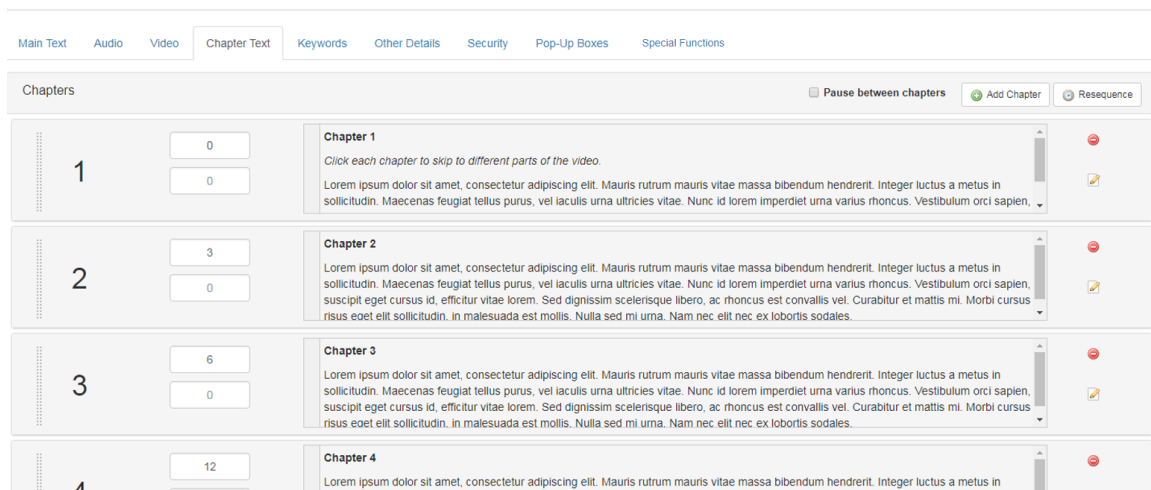 Main Text Audio Video Chapter Text Keywords Other Details Security Pop-Up Boxes Special Functions
Chapters Pause between chapters Add Chapter Resequence
1
0
0
Chapter 1
Click each chapter to skip to different parts of the video.
Lorem ipsum dolor sit amet, consectetur adipiscing elit. Mauris rutrum mauris vitae massa bibendum hendrerit. Integer luctus a metus in
sollicitudin. Maecenas feugiat tellus purus, vel iaculis urna ultricies vitae. Nunc id lorem imperdiet urna varius rhoncus. Vestibulum orci sapien,
2
3
0
Chapter 2
Lorem ipsum dolor sit amet, consectetur adipiscing elit. Mauris rutrum mauris vitae massa bibendum hendrerit. Integer luctus a metus in
sollicitudin. Maecenas feugiat tellus purus, vel iaculis urna ultricies vitae. Nunc id lorem imperdiet urna varius rhoncus. Vestibulum orci sapien,
suscipit eget cursus id, efficitur vitae lorem. Sed dignissim scelerisque libero, ac rhoncus est convallis vel. Curabitur et mattis mi. Morbi cursus
risus eget elit sollicitudin, in malesuada est mollis. Nulla sed mi urna. Nam nec elit nec ex lobortis sodales.
3
6
0
Chapter 3
Lorem ipsum dolor sit amet, consectetur adipiscing elit. Mauris rutrum mauris vitae massa bibendum hendrerit. Integer luctus a metus in
sollicitudin. Maecenas feugiat tellus purus, vel iaculis urna ultricies vitae. Nunc id lorem imperdiet urna varius rhoncus. Vestibulum orci sapien,
suscipit eget cursus id, efficitur vitae lorem. Sed dignissim scelerisque libero, ac rhoncus est convallis vel. Curabitur et mattis mi. Morbi cursus
risus eget elit sollicitudin, in malesuada est mollis. Nulla sed mi urna. Nam nec elit nec ex lobortis sodales.
4
12
Chapter 4
Lorem ipsum dolor sit amet, consectetur adipiscing elit. Mauris rutrum mauris vitae massa bibendum hendrerit. Integer luctus a metus in